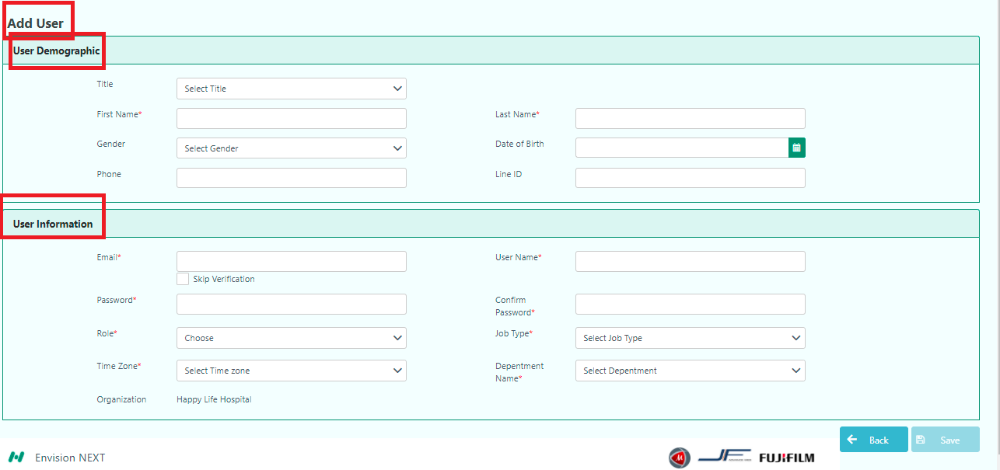 Add User
User Demographic
Title
Select Title
First Name*
Last Name*
Gender
Select Gender
Date of Birth
Phone
Line ID
User Information
Email*
User Name*
Skip Verification
Password*
Confirm
Password*
Role*
Choose
Job Type*
Select Job Type
Time Zone*
Select Time zone
Depentment
Name*
Select Depentment
Organization
Happy Life Hospital
Back
Save
Envision NEXT
M
JF
FUJIFILM